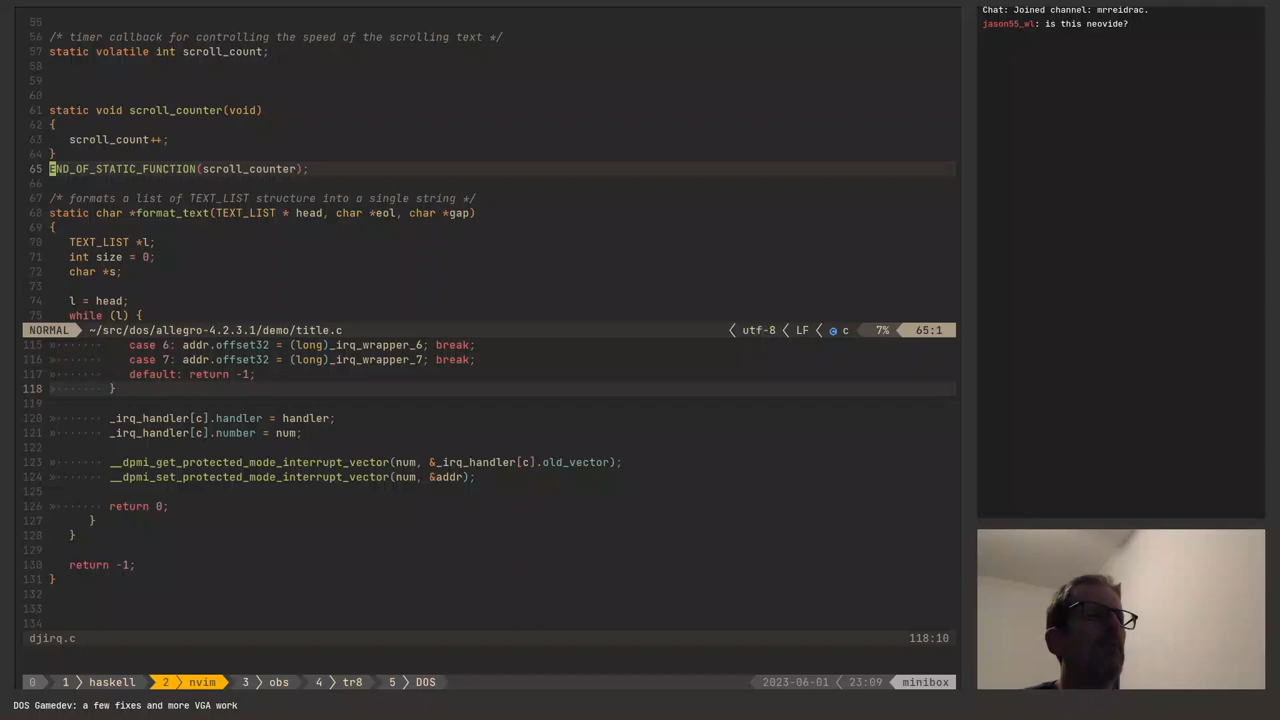 55
56 /* timer callback for controlling the speed of the scrolling text */
57 static volatile int scroll_count;
58
59
60
61 static void scroll_counter(void)
62 {
63    scroll_count++;
64 }
65 END_OF_STATIC_FUNCTION(scroll_counter);
66
67 /* formats a list of TEXT_LIST structure into a single string */
68 static char *format_text(TEXT_LIST * head, char *eol, char *gap)
69 {
70    TEXT_LIST *l;
71    int size = 0;
72    char *s;
73
74    l = head;
75    while (l) {
NORMAL ~/src/dos/allegro-4.2.3.1/demo/title.c utf-8 LF c 7% 65:1
115 »······· case 6: addr.offset32 = (long)_irq_wrapper_6; break;
116 »······· case 7: addr.offset32 = (long)_irq_wrapper_7; break;
117 »······· default: return -1;
118 »······· }
119
120 »······· _irq_handler[c].handler = handler;
121 »······· _irq_handler[c].number = num;
122
123 »······· __dpmi_get_protected_mode_interrupt_vector(num, &_irq_handler[c].old_vector);
124 »······· __dpmi_set_protected_mode_interrupt_vector(num, &addr);
125
126 »······· return 0;
127       }
128    }
129
130    return -1;
131 }
132
133
134
djirq.c 118:10
0 1 haskell 2 nvim 3 obs 4 tr8 5 DOS 2023-06-01 23:09 minibox
DOS Gamedev: a few fixes and more VGA work
Chat: Joined channel: mrreidrac.
jason55_wl: is this neovide?